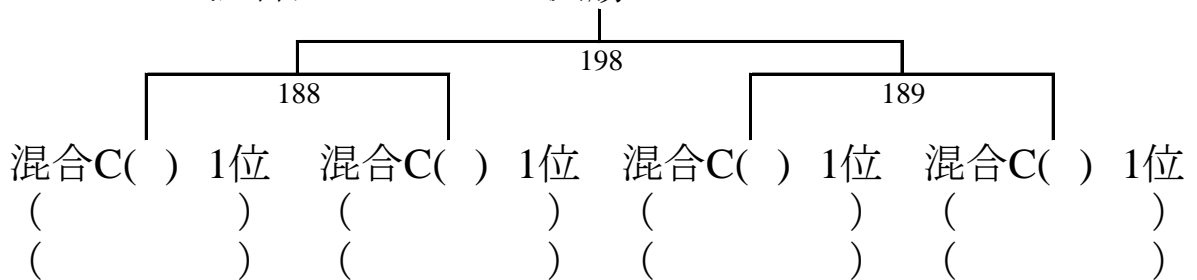 198
188 189
混合C( ) 1位 混合C( ) 1位 混合C( ) 1位 混合C( ) 1位
( ) ( ) ( ) ( )
( ) ( ) ( ) ( )